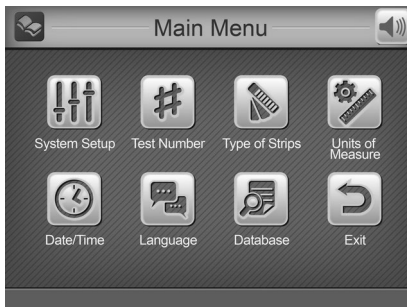 Main Menu
System Setup
Test Number
Type of Strips
Units of
Measure
Date/Time
Language
Database
Exit